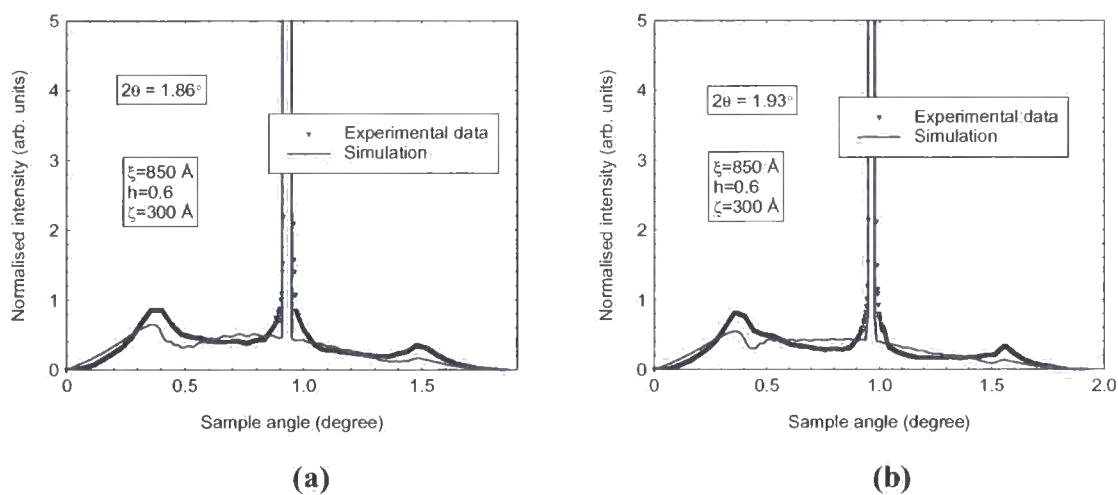 Normalised intensity (arb. units)
5
4
3
2
1
0
2θ = 1.86°
ξ=850 Å
h=0.6
ζ=300 Å
Experimental data
Simulation
0
0.5
1.0
1.5
Sample angle (degree)
(a)
Normalised intensity (arb. units)
5
4
3
2
1
0
2θ = 1.93°
ξ=850 Å
h=0.6
ζ=300 Å
Experimental data
Simulation
0
0.5
1.0
1.5
2.0
Sample angle (degree)
(b)